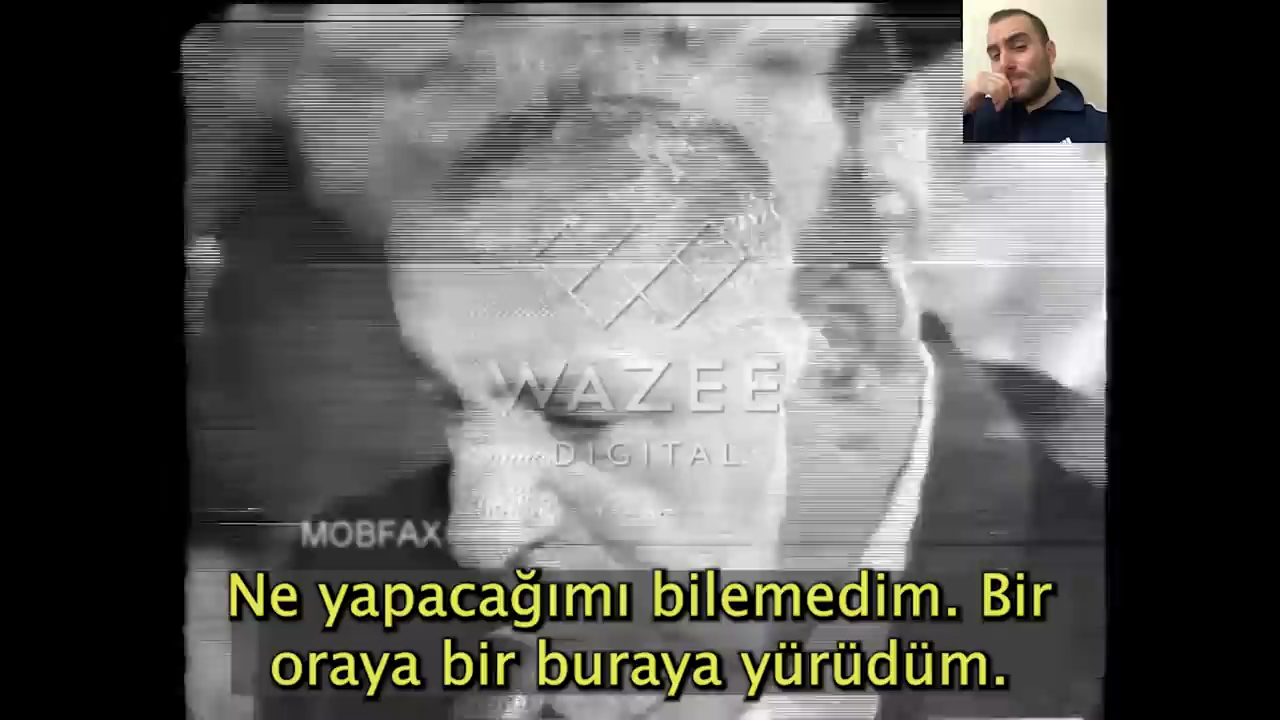 WAZEE
DIGITAL
MOBFAX
Ne yapacağımı bilemedim. Bir
oraya bir buraya yürüdüm.